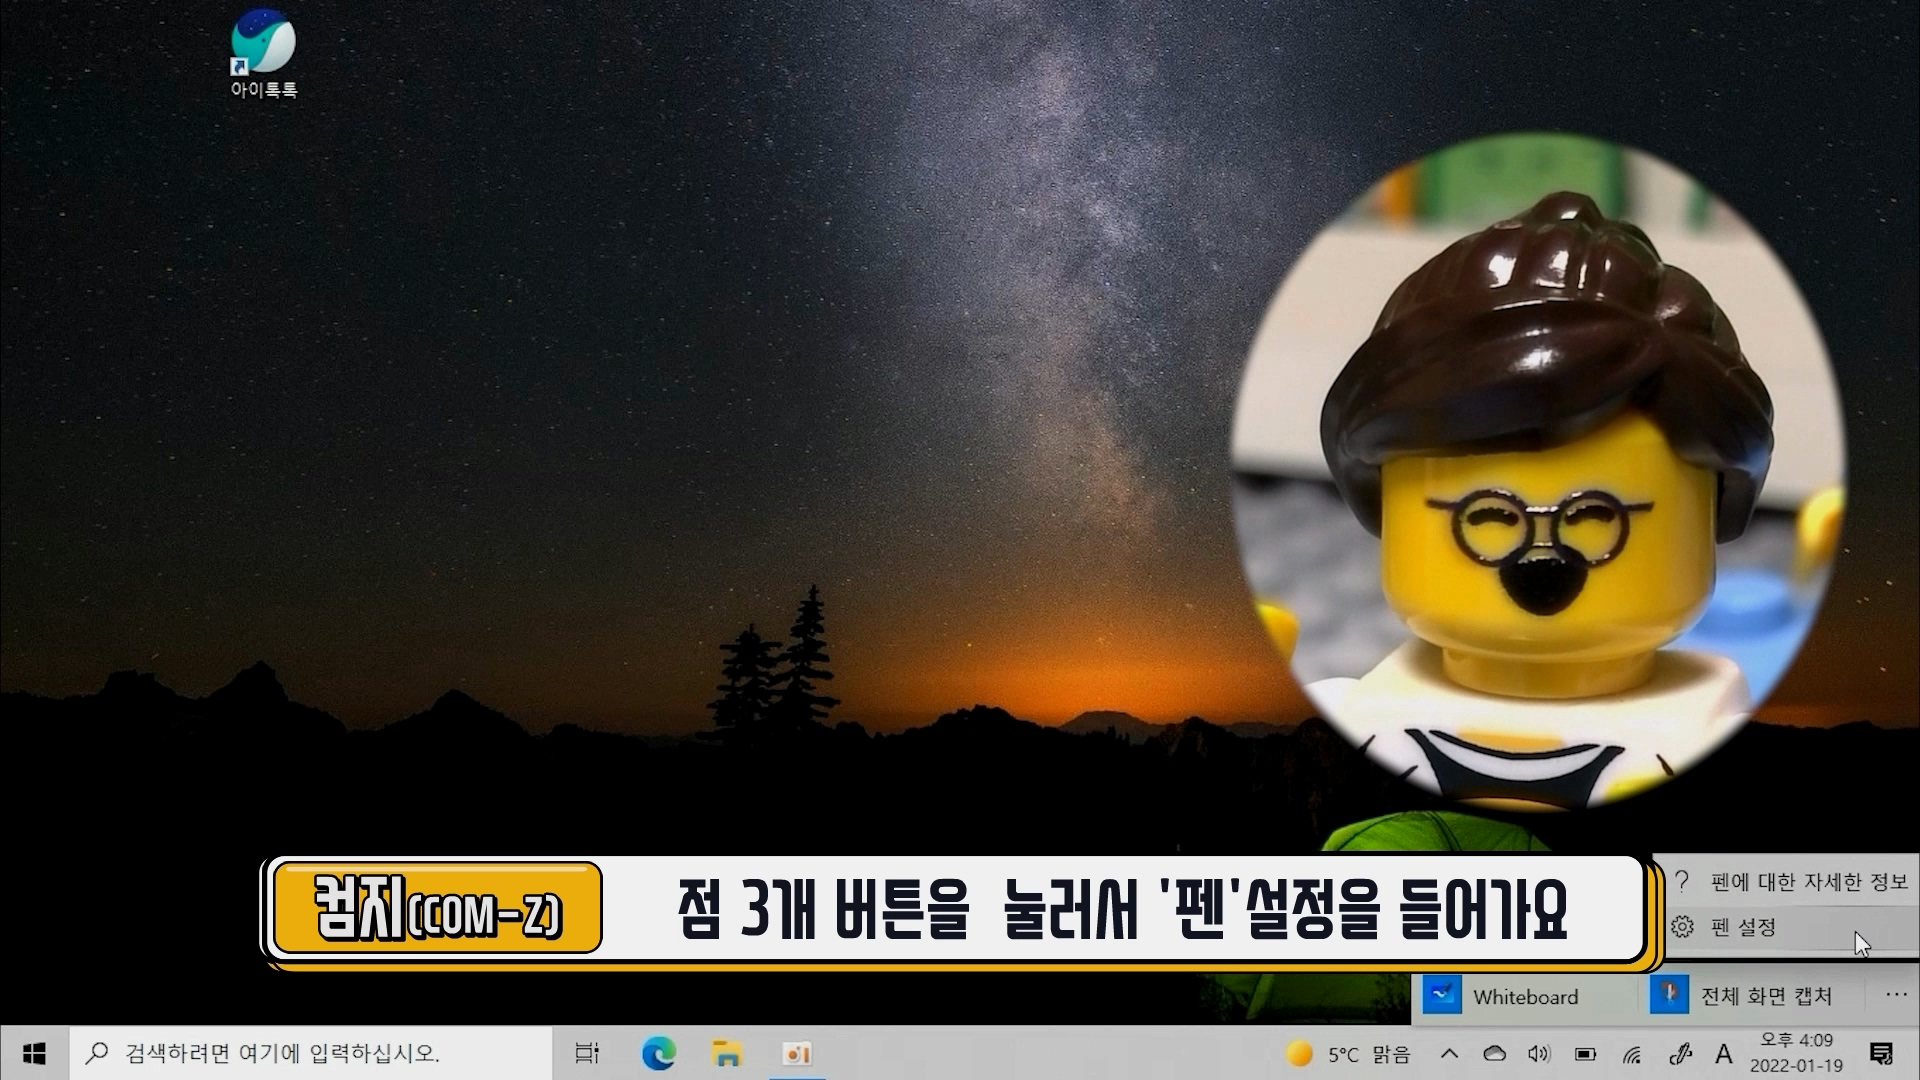 아이톡톡
컴지(COM-Z)
점 3개 버튼을 눌러서 '펜'설정을 들어가요
펜에 대한 자세한 정보
펜 설정
Whiteboard
전체 화면 캡처
검색하려면 여기에 입력하십시오.
5°C 맑음
A
오후 4:09
2022-01-19